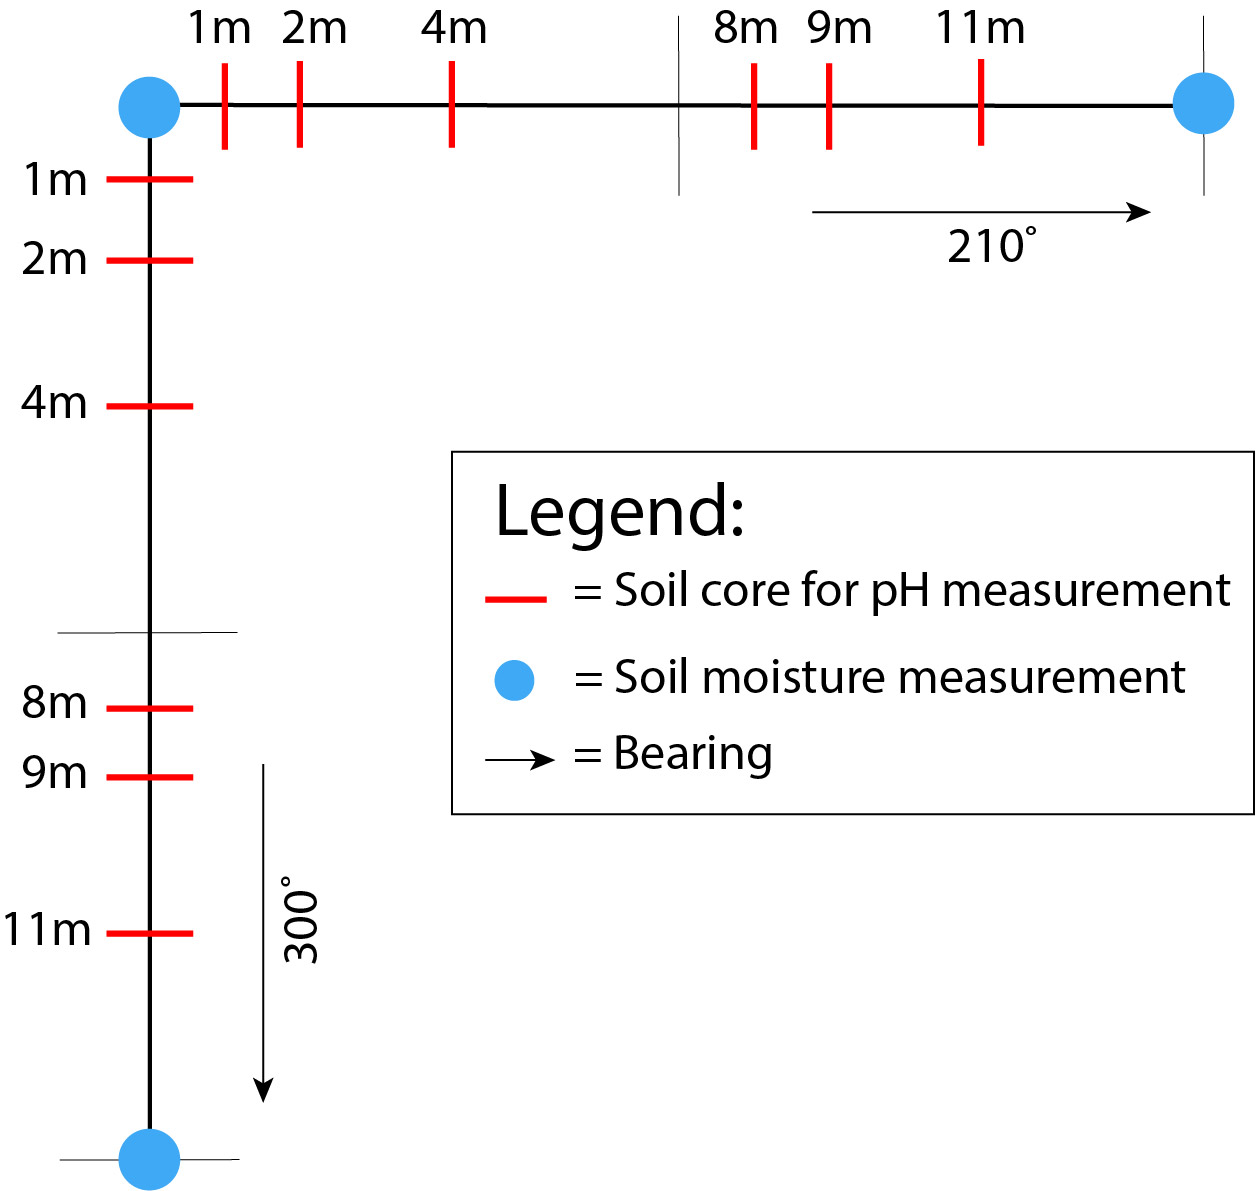 1m 2m 4m 8m 9m 11m
210°
1m
2m
4m
8m
9m
11m
300°
Legend:
= Soil core for pH measurement
= Soil moisture measurement
= Bearing